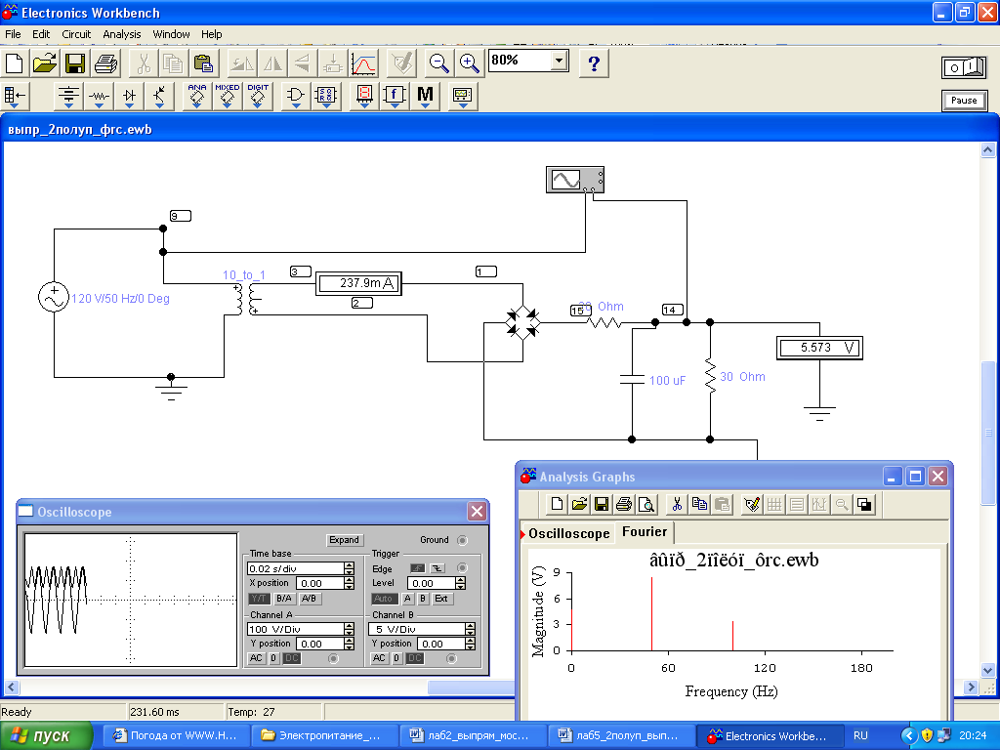 Electronics Workbench
File Edit Circuit Analysis Window Help
80%
?
ANA MIXED DIGIT
f M
Pause
выпр_2полуп_фгс.ewb
9
10_to_1
3
237.9m A
1
2
120 V/50 Hz/0 Deg
15
Ohm
14
5.573 V
100 uF
30 Ohm
Oscilloscope
Expand
Ground
Time base
0.02 s/div
X position 0.00
Y/T B/A A/B
Trigger
Edge
Level 0.00
Auto A B Ext
Channel A
100 V/Div
Y position 0.00
AC 0 DC
Channel B
5 V/Div
Y position 0.00
AC 0 DC
Analysis Graphs
Oscilloscope Fourier
âûïð_2ïîëóï_ôrc.ewb
Magnitude (V)
9
6
3
0
0 60 120 180
Frequency (Hz)
Ready 231.60 ms Temp: 27
пуск Погода от WWW.H... Электропитание_... лаб2_выпрям_мос... лаб5_2полуп_вып... Electronics Workbe... RU 20:24